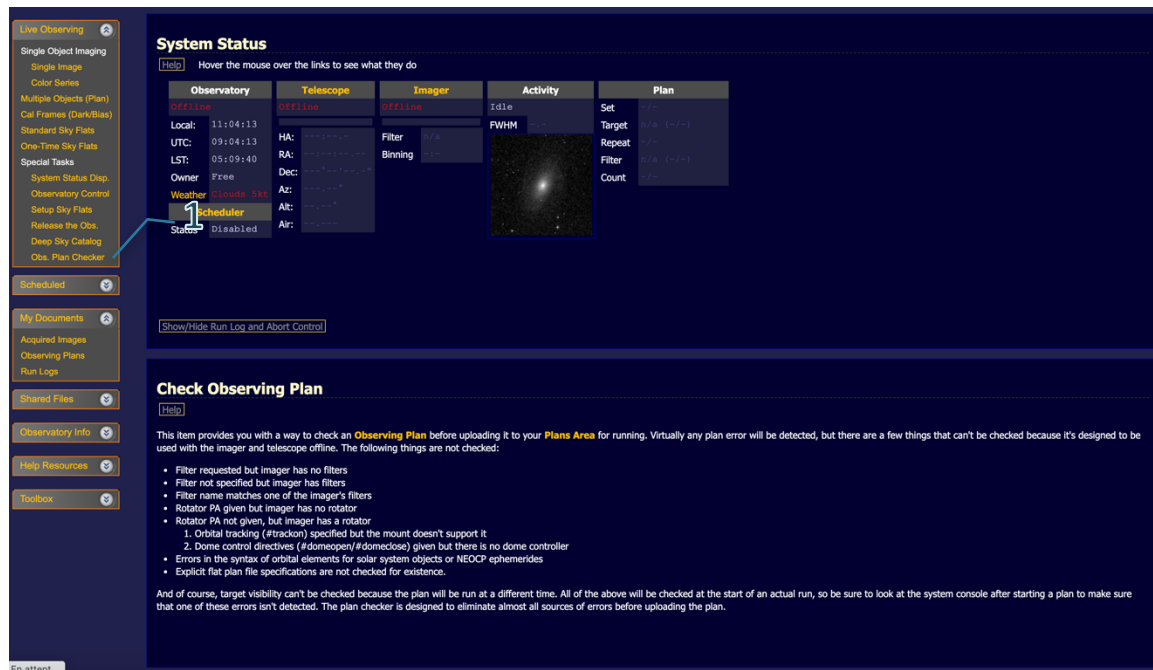 Live Observing
Single Object Imaging
Single Image
Color Series
Multiple Objects (Plan)
Cal Frames (Dark/Bias)
Standard Sky Flats
One-Time Sky Flats
Special Tasks
System Status Disp.
Observatory Control
Setup Sky Flats
Release the Obs.
Deep Sky Catalog
Obs. Plan Checker
Scheduled
My Documents
Acquired Images
Observing Plans
Run Logs
Shared Files
Observatory Info
Help Resources
Toolbox
1
System Status
Help Hover the mouse over the links to see what they do
Observatory Telescope Imager Activity Plan
Offline Offline Offline Idle Set -/-
Local: 11:04:13 FWHM -.- Target n/a (-/-)
UTC: 09:04:13 HA: Filter n/a Repeat -/-
LST: 05:09:40 RA: Binning -:- Filter n/a (-/-)
Owner Free Dec: Count -/-
Weather Clouds 5kt Az:
Scheduler Alt:
Status Disabled Air:
Show/Hide Run Log and Abort Control
Check Observing Plan
Help
This item provides you with a way to check an Observing Plan before uploading it to your Plans Area for running. Virtually any plan error will be detected, but there are a few things that can't be checked because it's designed to be
used with the imager and telescope offline. The following things are not checked:
• Filter requested but imager has no filters
• Filter not specified but imager has filters
• Filter name matches one of the imager's filters
• Rotator PA given but imager has no rotator
• Rotator PA not given, but imager has a rotator
1. Orbital tracking (#trackon) specified but the mount doesn't support it
2. Dome control directives (#domeopen/#domeclose) given but there is no dome controller
• Errors in the syntax of orbital elements for solar system objects or NEOCP ephemerides
• Explicit flat plan file specifications are not checked for existence.
And of course, target visibility can't be checked because the plan will be run at a different time. All of the above will be checked at the start of an actual run, so be sure to look at the system console after starting a plan to make sure
that one of these errors isn't detected. The plan checker is designed to eliminate almost all sources of errors before uploading the plan.
En attent